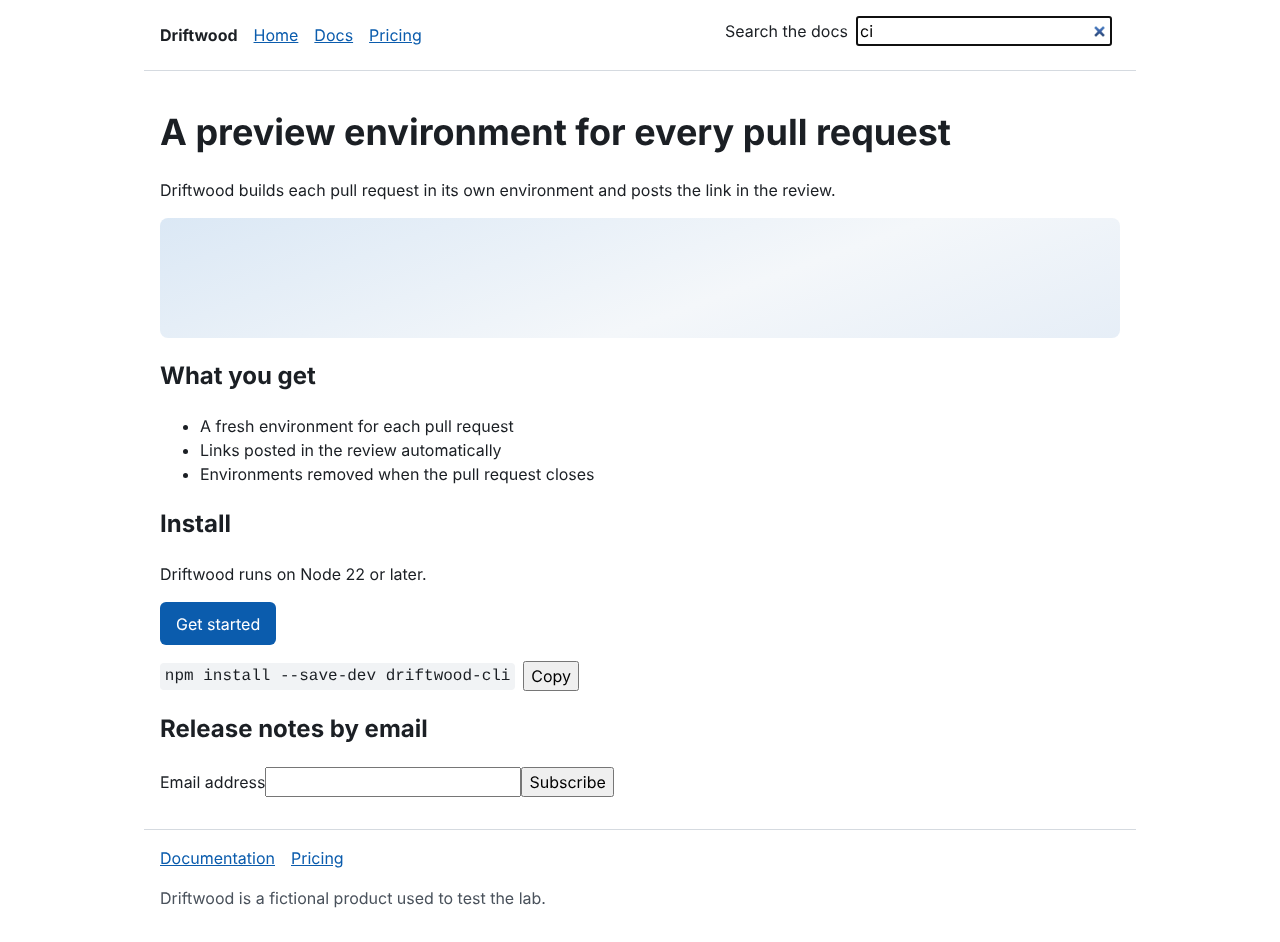 Driftwood Home Docs Pricing Search the docs ci
A preview environment for every pull request
Driftwood builds each pull request in its own environment and posts the link in the review.
What you get
A fresh environment for each pull request
Links posted in the review automatically
Environments removed when the pull request closes
Install
Driftwood runs on Node 22 or later.
Get started
npm install --save-dev driftwood-cli Copy
Release notes by email
Email address Subscribe
Documentation Pricing
Driftwood is a fictional product used to test the lab.